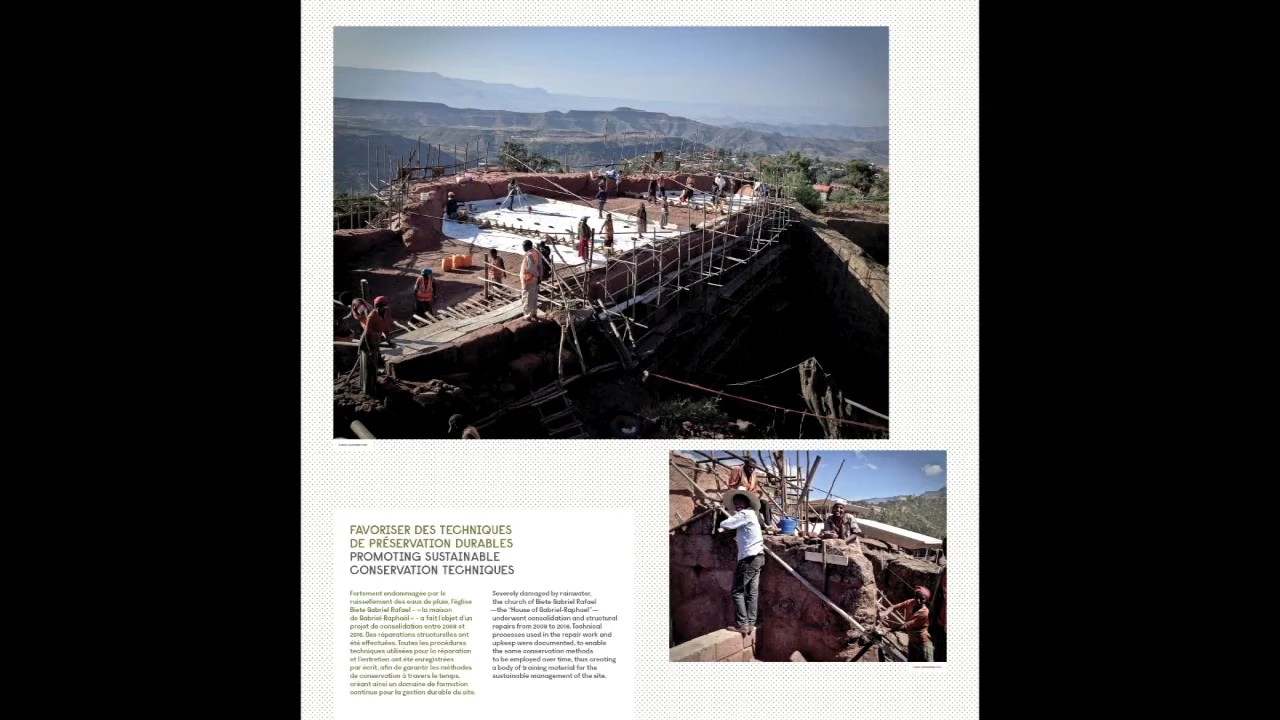 FAVORISER DES TECHNIQUES
DE PRÉSERVATION DURABLES
PROMOTING SUSTAINABLE
CONSERVATION TECHNIQUES
Fortement endommagée par le
ruissellement des eaux de pluie, l'église
Biete Gabriel Rafael – « la maison
de Gabriel-Raphaël » – a fait l'objet d'un
projet de consolidation entre 2008 et
2016. Des réparations structurelles ont
été effectuées. Toutes les procédures
techniques utilisées pour la réparation
et l'entretien ont été enregistrées
par écrit, afin de garantir les méthodes
de conservation à travers le temps,
créant ainsi un domaine de formation
continue pour la gestion durable du site.
Severely damaged by rainwater,
the church of Biete Gabriel Rafael
—the "House of Gabriel-Raphael"—
underwent consolidation and structural
repairs from 2008 to 2016. Technical
processes used in the repair work and
upkeep were documented, to enable
the same conservation methods
to be employed over time, thus creating
a body of training material for the
sustainable management of the site.